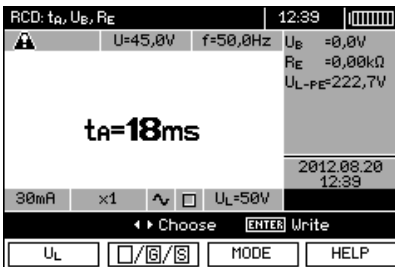 RCD: tA, UB, RE 12:39
U=45,0V f=50,0Hz UB =0,0V
RE =0,00kΩ
UL-PE=222,7V
tA=18ms
2012.08.20
12:39
30mA x1 UL=50V
Choose ENTER Write
UL □/G/S MODE HELP